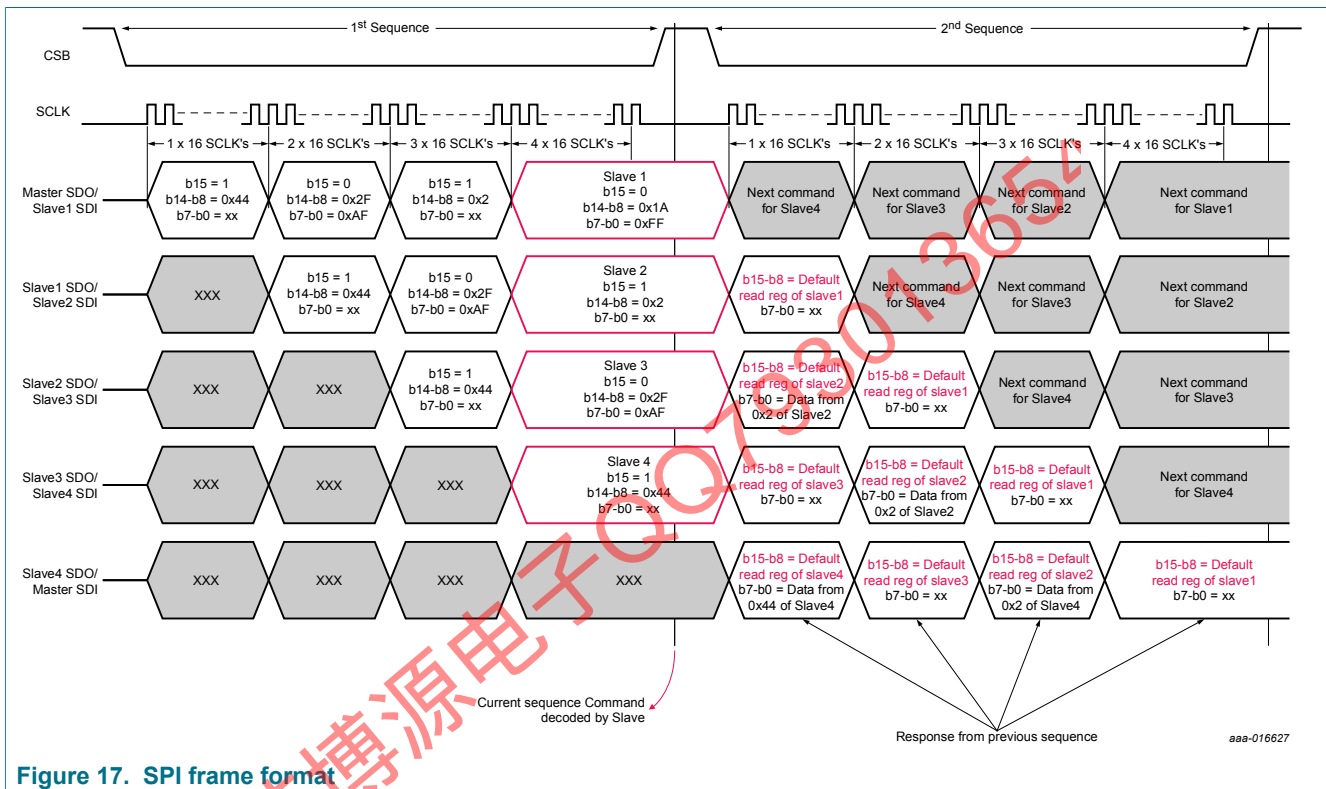 1st Sequence
2nd Sequence
CSB
SCLK
1 x 16 SCLK's
2 x 16 SCLK's
3 x 16 SCLK's
4 x 16 SCLK's
1 x 16 SCLK's
2 x 16 SCLK's
3 x 16 SCLK's
4 x 16 SCLK's
Master SDO/
Slave1 SDI
b15 = 1
b14-b8 = 0x44
b7-b0 = xx
b15 = 0
b14-b8 = 0x2F
b7-b0 = 0xAF
b15 = 1
b14-b8 = 0x2
b7-b0 = xx
Slave 1
b15 = 0
b14-b8 = 0x1A
b7-b0 = 0xFF
Next command
for Slave4
Next command
for Slave3
Next command
for Slave2
Next command
for Slave1
Slave1 SDO/
Slave2 SDI
XXX
b15 = 1
b14-b8 = 0x44
b7-b0 = xx
b15 = 0
b14-b8 = 0x2F
b7-b0 = 0xAF
Slave 2
b15 = 1
b14-b8 = 0x2
b7-b0 = xx
b15-b8 = Default
read reg of slave1
b7-b0 = xx
Next command
for Slave4
Next command
for Slave3
Next command
for Slave2
Slave2 SDO/
Slave3 SDI
XXX
XXX
b15 = 1
b14-b8 = 0x44
b7-b0 = xx
Slave 3
b15 = 0
b14-b8 = 0x2F
b7-b0 = 0xAF
b15-b8 = Default
read reg of slave2
b7-b0 = Data from
0x2 of Slave2
b15-b8 = Default
read reg of slave1
b7-b0 = xx
Next command
for Slave4
Next command
for Slave3
Slave3 SDO/
Slave4 SDI
XXX
XXX
XXX
Slave 4
b15 = 1
b14-b8 = 0x44
b7-b0 = xx
b15-b8 = Default
read reg of slave3
b7-b0 = xx
b15-b8 = Default
read reg of slave2
b7-b0 = Data from
0x2 of Slave2
b15-b8 = Default
read reg of slave1
b7-b0 = xx
Next command
for Slave4
Slave4 SDO/
Master SDI
XXX
XXX
XXX
XXX
b15-b8 = Default
read reg of slave4
b7-b0 = Data from
0x44 of Slave4
b15-b8 = Default
read reg of slave3
b7-b0 = xx
b15-b8 = Default
read reg of slave2
b7-b0 = Data from
0x2 of Slave4
b15-b8 = Default
read reg of slave1
b7-b0 = xx
Current sequence Command
decoded by Slave
Response from previous sequence
aaa-016627
博源电子QQ793013654
Figure 17. SPI frame format